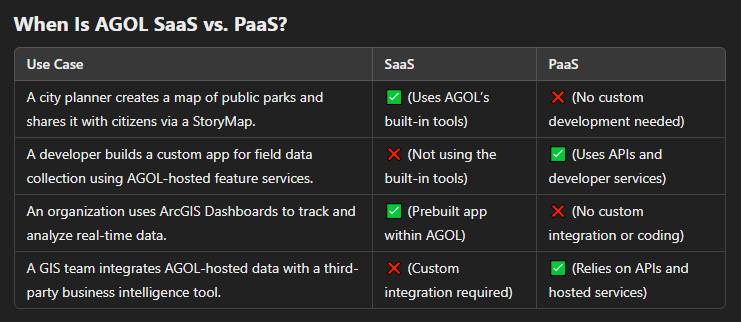 When Is AGOL SaaS vs. PaaS?
Use Case SaaS PaaS
A city planner creates a map of public parks and ✅ (Uses AGOL’s ❌ (No custom
shares it with citizens via a StoryMap. built-in tools) development needed)
A developer builds a custom app for field data ❌ (Not using the ✅ (Uses APIs and
collection using AGOL-hosted feature services. built-in tools) developer services)
An organization uses ArcGIS Dashboards to track and ✅ (Prebuilt app ❌ (No custom
analyze real-time data. within AGOL) integration or coding)
A GIS team integrates AGOL-hosted data with a third- ❌ (Custom ✅ (Relies on APIs and
party business intelligence tool. integration required) hosted services)